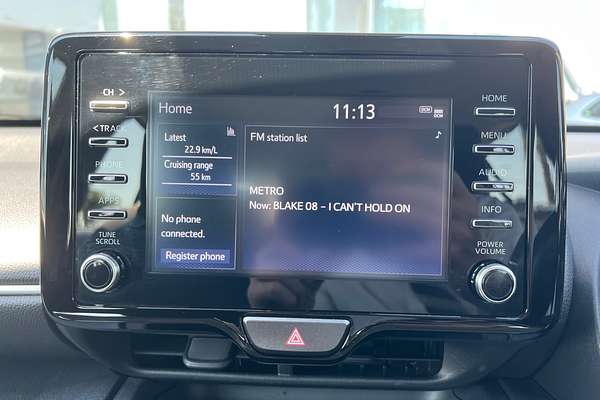 CH >
< TRACK
PHONE
APPS
TUNE
SCROLL
Home
11:13
DCM
DCM
Latest
22.9 km/L
Cruising range
55 km
No phone
connected.
Register phone
FM station list
METRO
Now: BLAKE 08 – I CAN'T HOLD ON
HOME
MENU
AUDIO
INFO
POWER
VOLUME